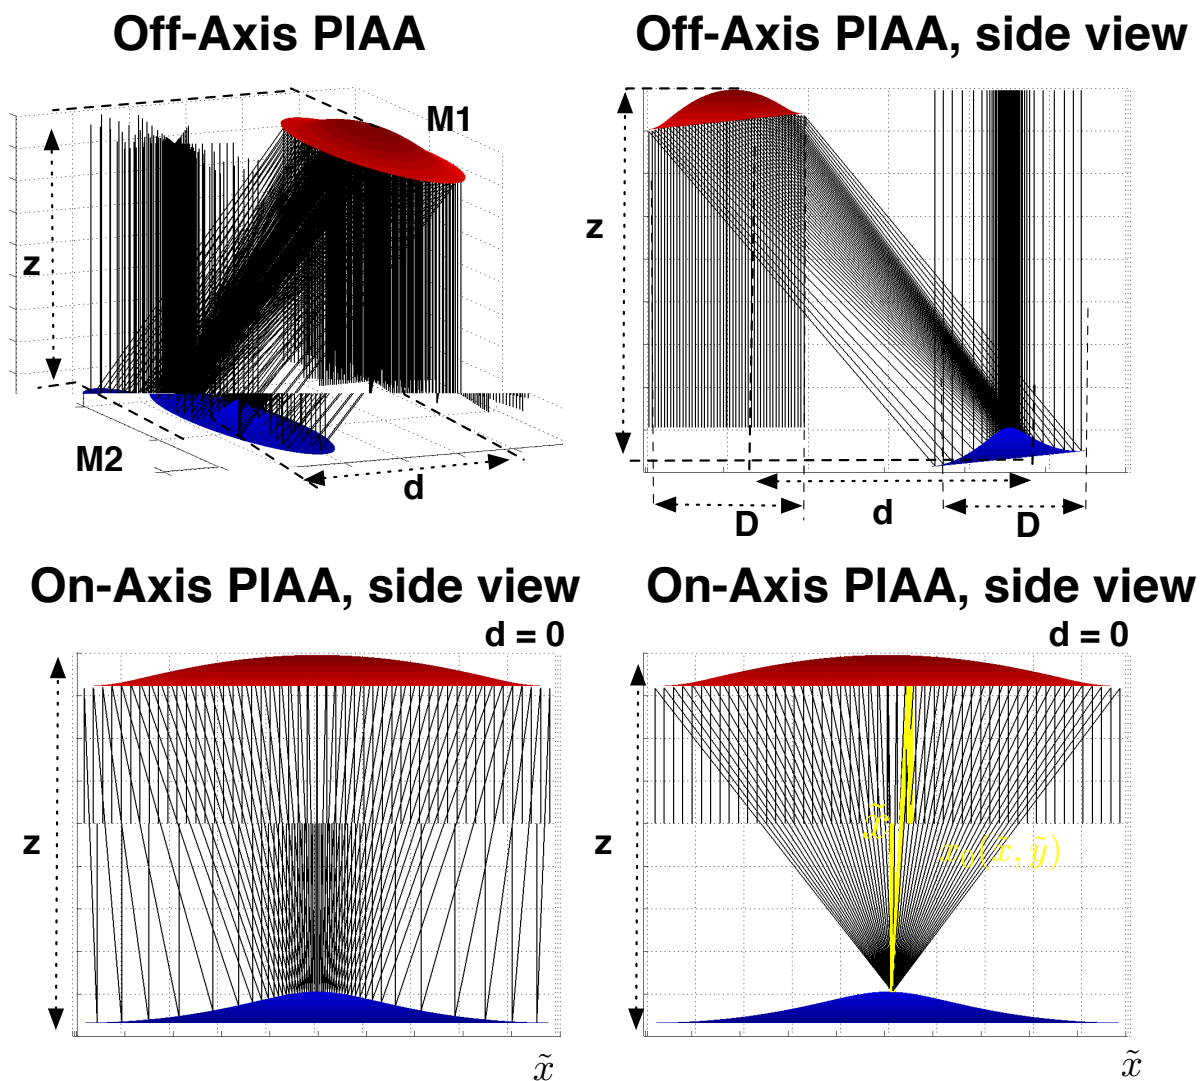 Off-Axis PIAA
M1
z
M2
d
Off-Axis PIAA, side view
z
D
d
D
On-Axis PIAA, side view
d = 0
z
x̃
On-Axis PIAA, side view
d = 0
z
x̃
x₀(x̃, ỹ)
x̃